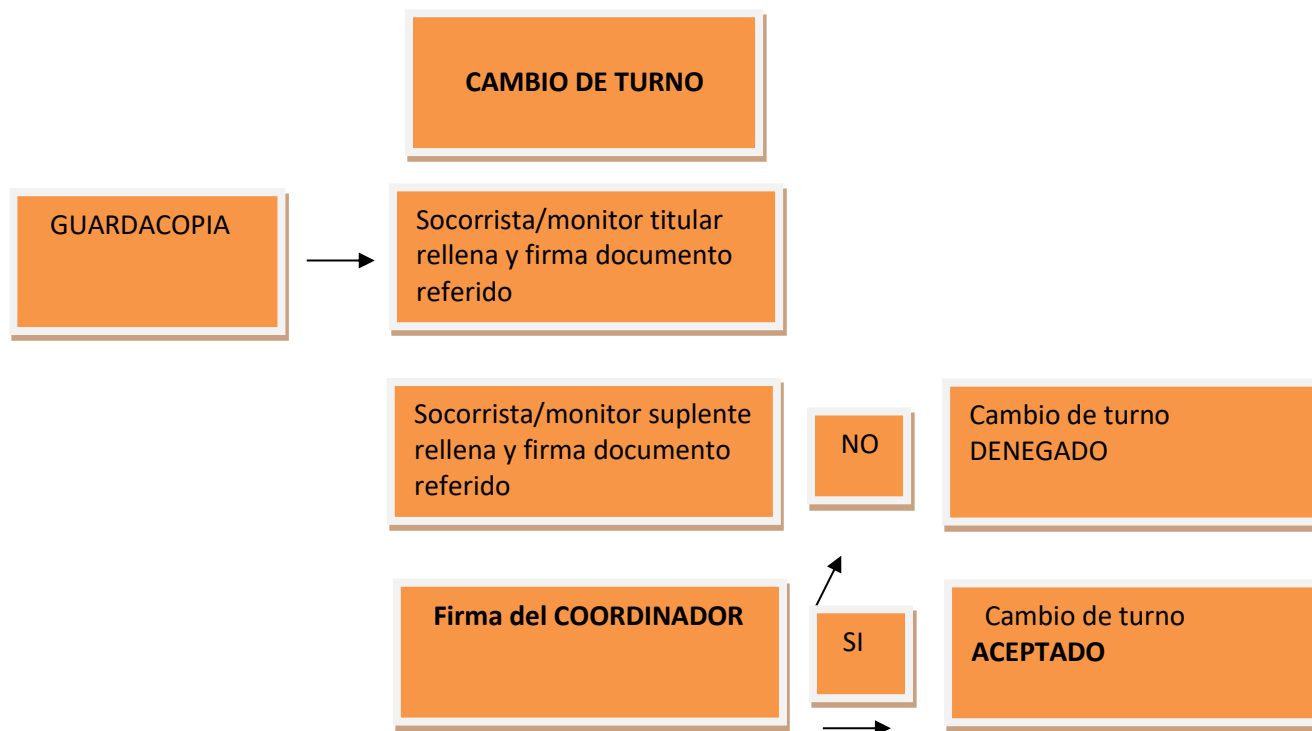 CAMBIO DE TURNO
GUARDACOPIA
Socorrista/monitor titular
rellena y firma documento
referido
Socorrista/monitor suplente
rellena y firma documento
referido
NO
Cambio de turno
DENEGADO
Firma del COORDINADOR
SI
Cambio de turno
ACEPTADO